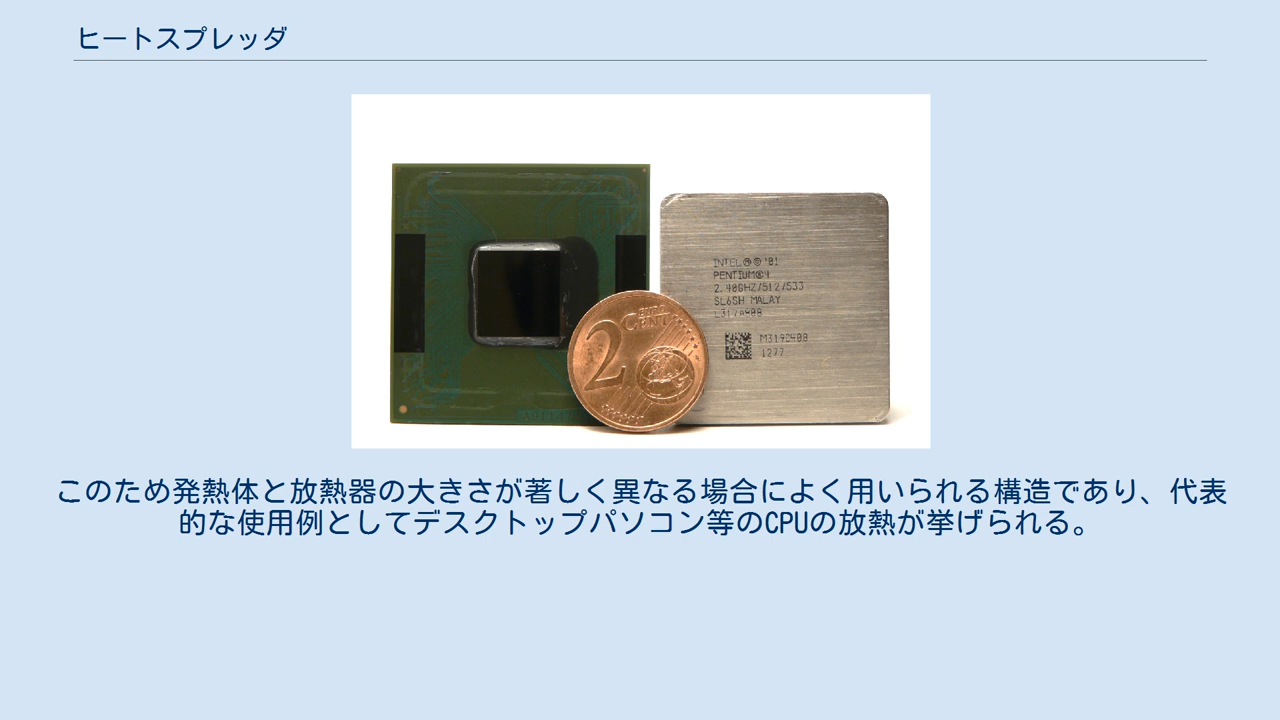 ヒートスプレッダ
INTEL®©'01
PENTIUM®4
2.40GHZ/512/533
SL6SH MALAY
2 EURO CENT
1277
このため発熱体と放熱器の大きさが著しく異なる場合によく用いられる構造であり、代表
的な使用例としてデスクトップパソコン等のCPUの放熱が挙げられる。